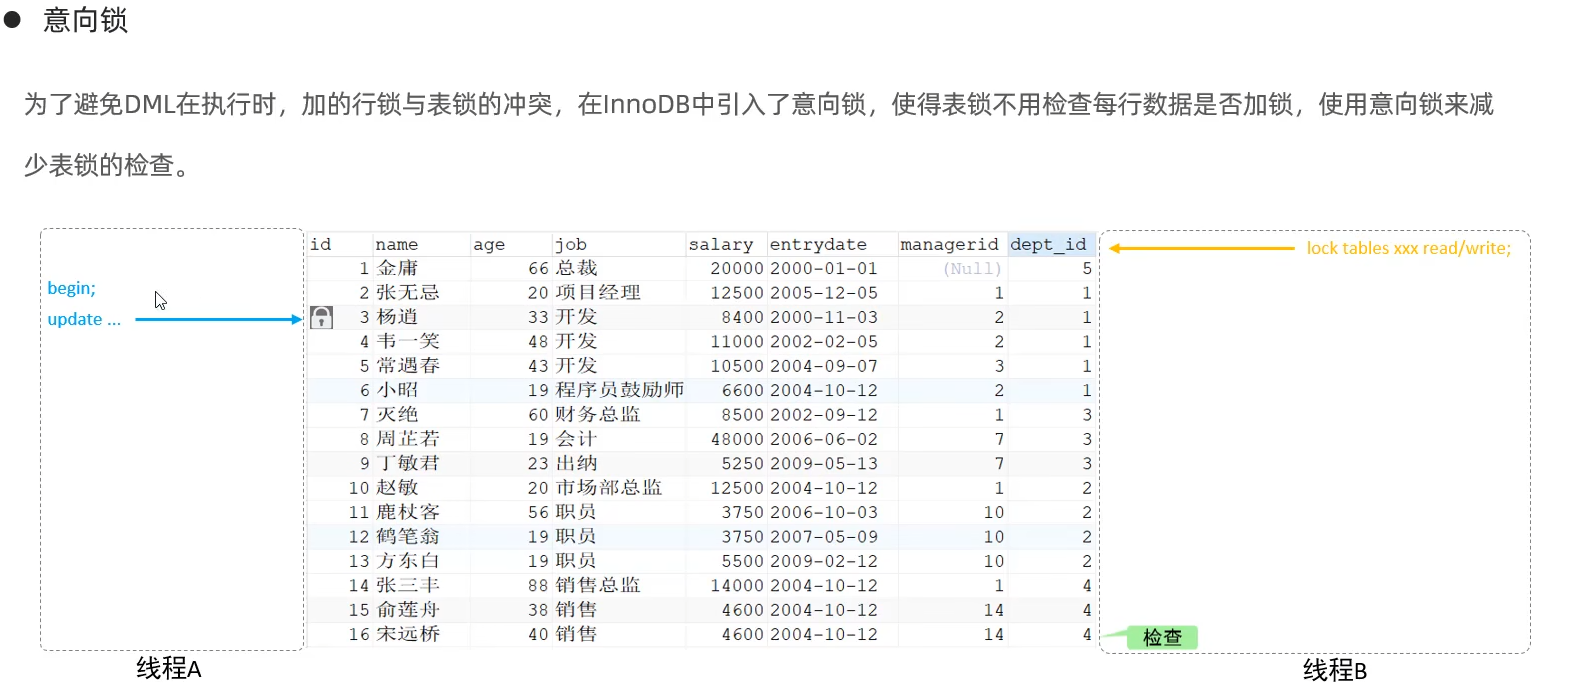 ● 意向锁
为了避免DML在执行时，加的行锁与表锁的冲突，在InnoDB中引入了意向锁，使得表锁不用检查每行数据是否加锁，使用意向锁来减
少表锁的检查。
id name age job salary entrydate managerid dept_id
lock tables xxx read/write;
1 金庸 66 总裁 20000 2000-01-01 (Null) 5
begin;
2 张无忌 20 项目经理 12500 2005-12-05 1 1
update ...
3 杨逍 33 开发 8400 2000-11-03 2 1
4 韦一笑 48 开发 11000 2002-02-05 2 1
5 常遇春 43 开发 10500 2004-09-07 3 1
6 小昭 19 程序员鼓励师 6600 2004-10-12 2 1
7 灭绝 60 财务总监 8500 2002-09-12 1 3
8 周芷若 19 会计 48000 2006-06-02 7 3
9 丁敏君 23 出纳 5250 2009-05-13 7 3
10 赵敏 20 市场部总监 12500 2004-10-12 1 2
11 鹿杖客 56 职员 3750 2006-10-03 10 2
12 鹤笔翁 19 职员 3750 2007-05-09 10 2
13 方东白 19 职员 5500 2009-02-12 10 2
14 张三丰 88 销售总监 14000 2004-10-12 1 4
15 俞莲舟 38 销售 4600 2004-10-12 14 4
16 宋远桥 40 销售 4600 2004-10-12 14 4
检查
线程A
线程B